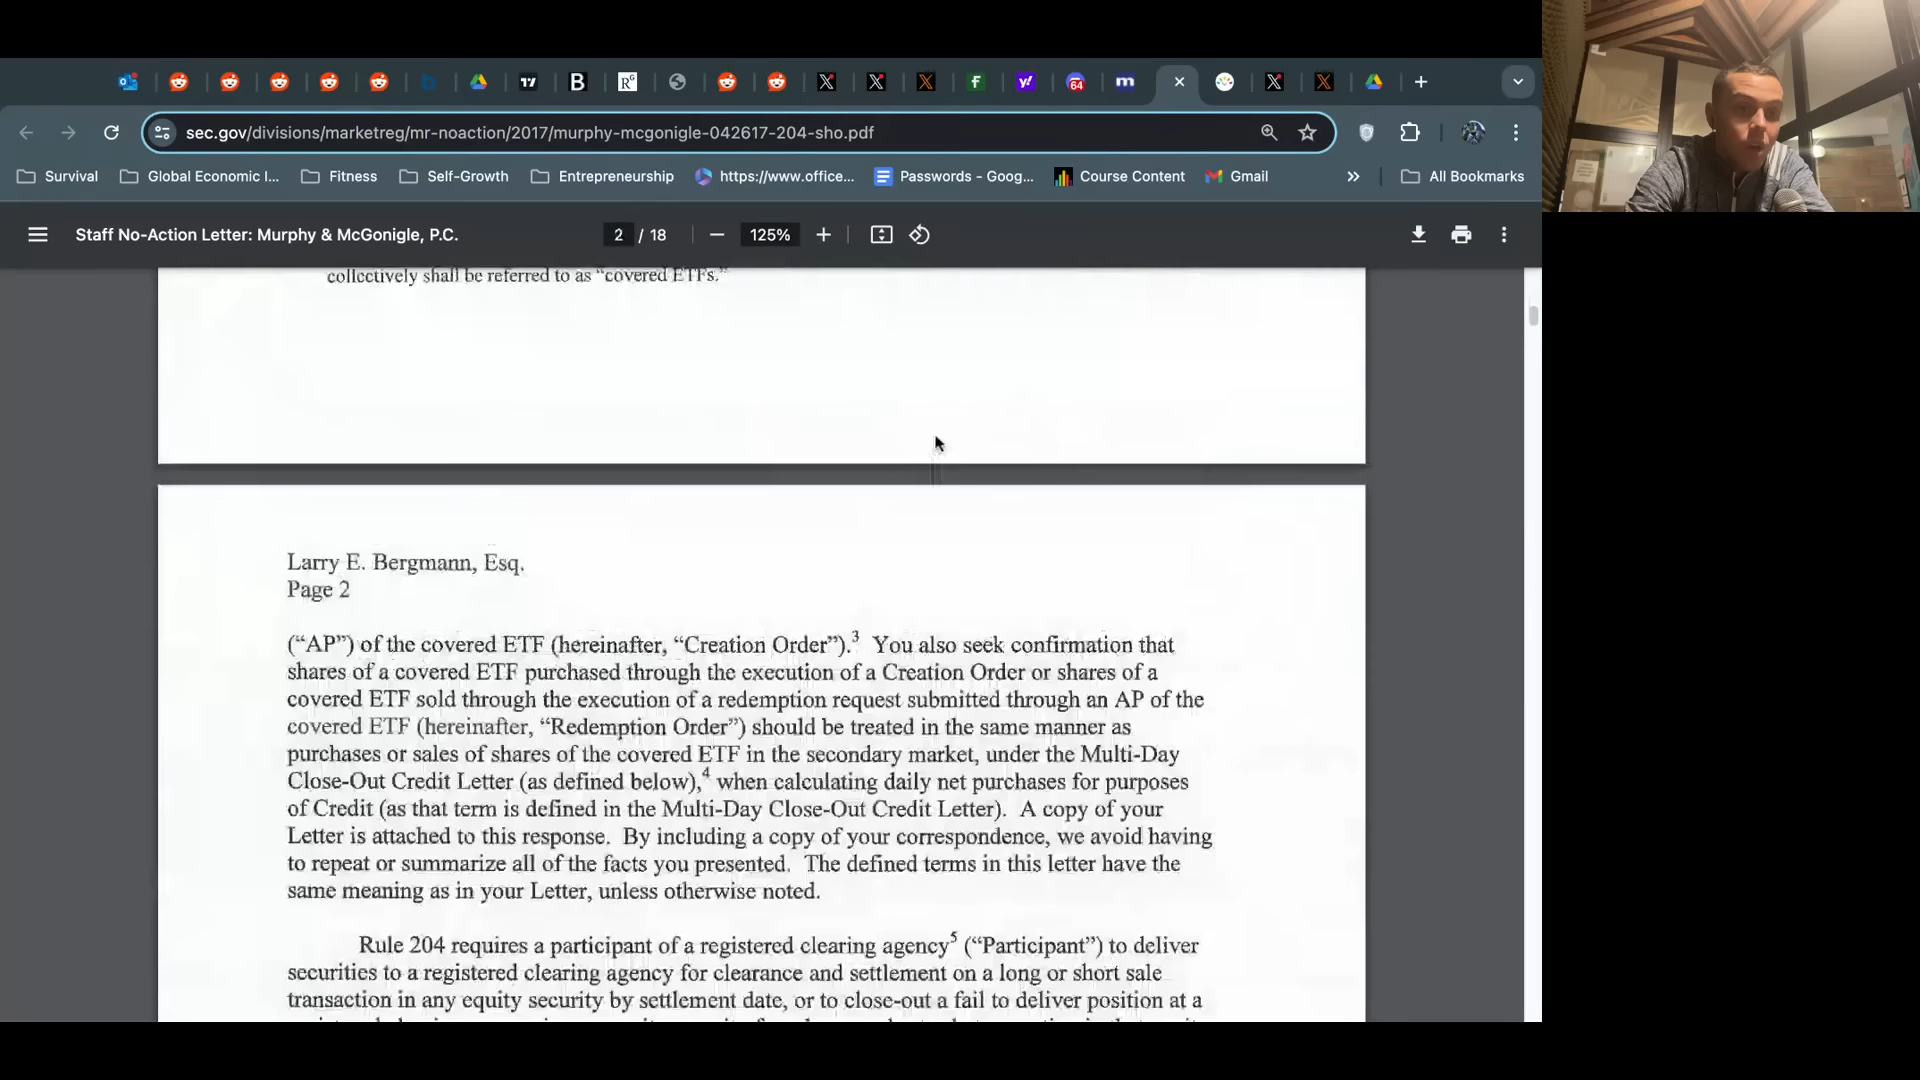 sec.gov/divisions/marketreg/mr-noaction/2017/murphy-mcgonigle-042617-204-sho.pdf
Survival Global Economic I... Fitness Self-Growth Entrepreneurship https://www.office... Passwords - Goog... Course Content Gmail » All Bookmarks
Staff No-Action Letter: Murphy & McGonigle, P.C. 2 / 18 − 125% +
collectively shall be referred to as “covered ETFs.”
Larry E. Bergmann, Esq.
Page 2
(“AP”) of the covered ETF (hereinafter, “Creation Order”).3 You also seek confirmation that
shares of a covered ETF purchased through the execution of a Creation Order or shares of a
covered ETF sold through the execution of a redemption request submitted through an AP of the
covered ETF (hereinafter, “Redemption Order”) should be treated in the same manner as
purchases or sales of shares of the covered ETF in the secondary market, under the Multi-Day
Close-Out Credit Letter (as defined below),4 when calculating daily net purchases for purposes
of Credit (as that term is defined in the Multi-Day Close-Out Credit Letter). A copy of your
Letter is attached to this response. By including a copy of your correspondence, we avoid having
to repeat or summarize all of the facts you presented. The defined terms in this letter have the
same meaning as in your Letter, unless otherwise noted.
Rule 204 requires a participant of a registered clearing agency5 (“Participant”) to deliver
securities to a registered clearing agency for clearance and settlement on a long or short sale
transaction in any equity security by settlement date, or to close-out a fail to deliver position at a